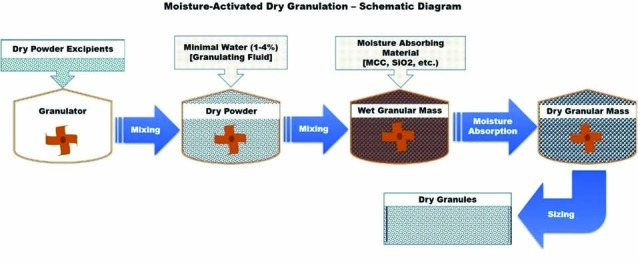 Moisture-Activated Dry Granulation – Schematic Diagram
Dry Powder Excipients
Minimal Water (1-4%)
[Granulating Fluid]
Moisture Absorbing
Material
[MCC, SiO2, etc.)
Granulator
Mixing
Dry Powder
Mixing
Wet Granular Mass
Moisture
Absorption
Dry Granular Mass
Dry Granules
Sizing